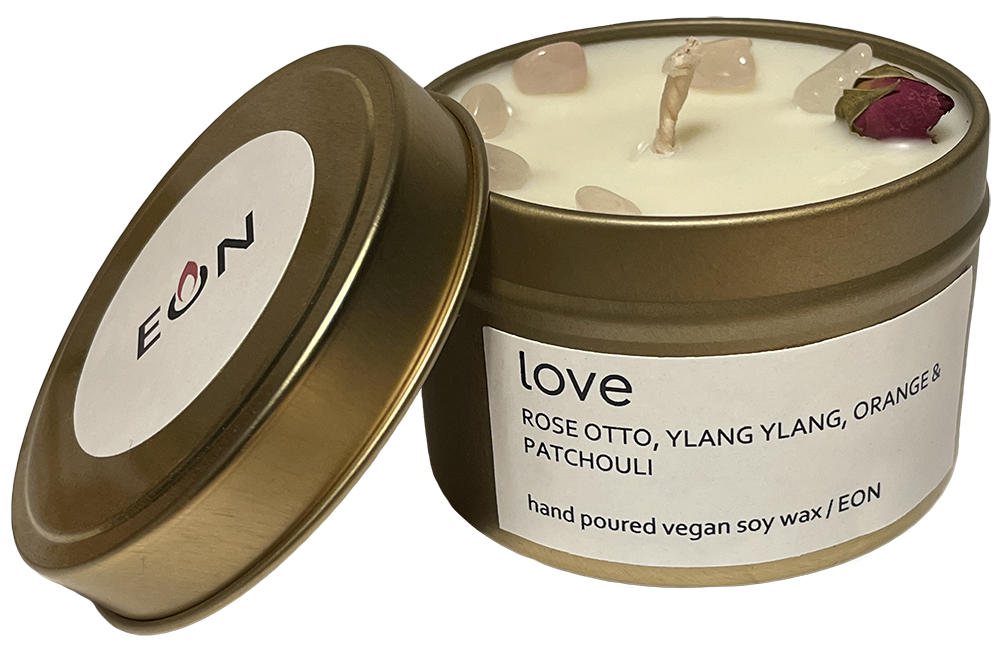 EON
love
ROSE OTTO, YLANG YLANG, ORANGE &
PATCHOULI
hand poured vegan soy wax / EON